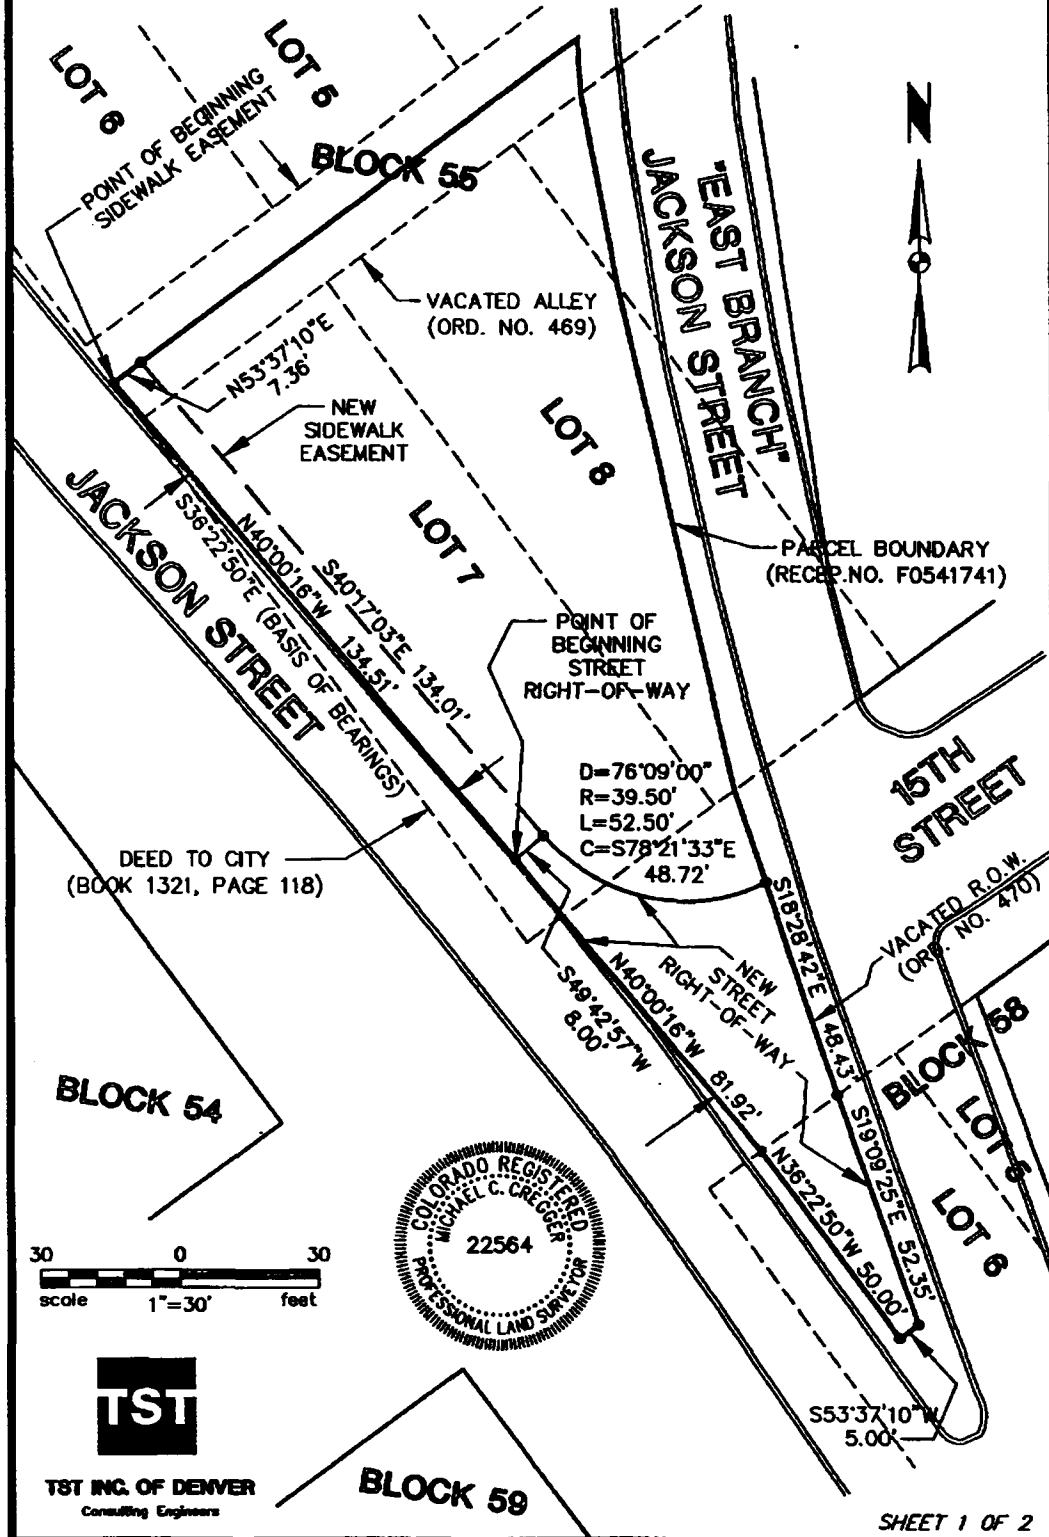 LOT 6
LOT 5
POINT OF BEGINNING
SIDEWALK EASEMENT
BLOCK 55
N
"EAST BRANCH"
JACKSON STREET
VACATED ALLEY
(ORD. NO. 469)
N53°37'10"E
7.36'
NEW
SIDEWALK
EASEMENT
LOT 8
LOT 7
JACKSON STREET
S36°22'50"E (BASIS OF BEARINGS)
N40°00'16"W 134.51'
S40°17'03"E 134.01'
PARCEL BOUNDARY
(RECEP.NO. F0541741)
POINT OF
BEGINNING
STREET
RIGHT-OF-WAY
D=76°09'00"
R=39.50'
L=52.50'
C=S78°21'33"E
48.72'
15TH
STREET
DEED TO CITY
(BOOK 1321, PAGE 118)
S18°28'42"E 48.43'
VACATED R.O.W.
(ORD. NO. 470)
S49°42'57"W
8.00'
N40°00'16"W 81.92'
NEW
STREET
RIGHT-OF-WAY
BLOCK 58
LOT 5
LOT 6
S19°09'25"E 52.35'
N36°22'50"W 50.00'
S53°37'10"W
5.00'
BLOCK 54
COLORADO REGISTERED
MICHAEL C. CREGGER
22564
PROFESSIONAL LAND SURVEYOR
30 0 30
scale 1"=30' feet
TST
TST INC. OF DENVER
Consulting Engineers
BLOCK 59
SHEET 1 OF 2